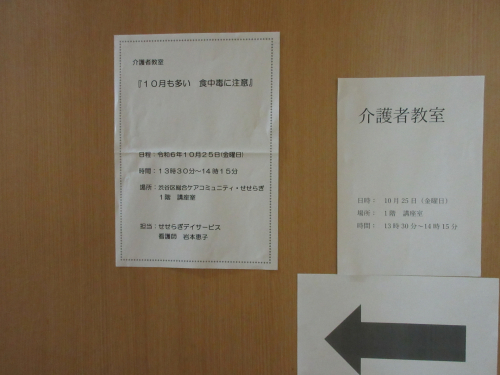 介護者教室
『１０月も多い　食中毒に注意』
日程：令和６年１０月２５日(金曜日)
時間：１３時３０分～１４時１５分
場所：渋谷区総合ケアコミュニティ・せせらぎ
１階　講座室
担当：せせらぎデイサービス
看護師　岩本恵子
介護者教室
日時：　10月25日（金曜日）
場所：　1階　講座室
時間：　13時30分～14時15分